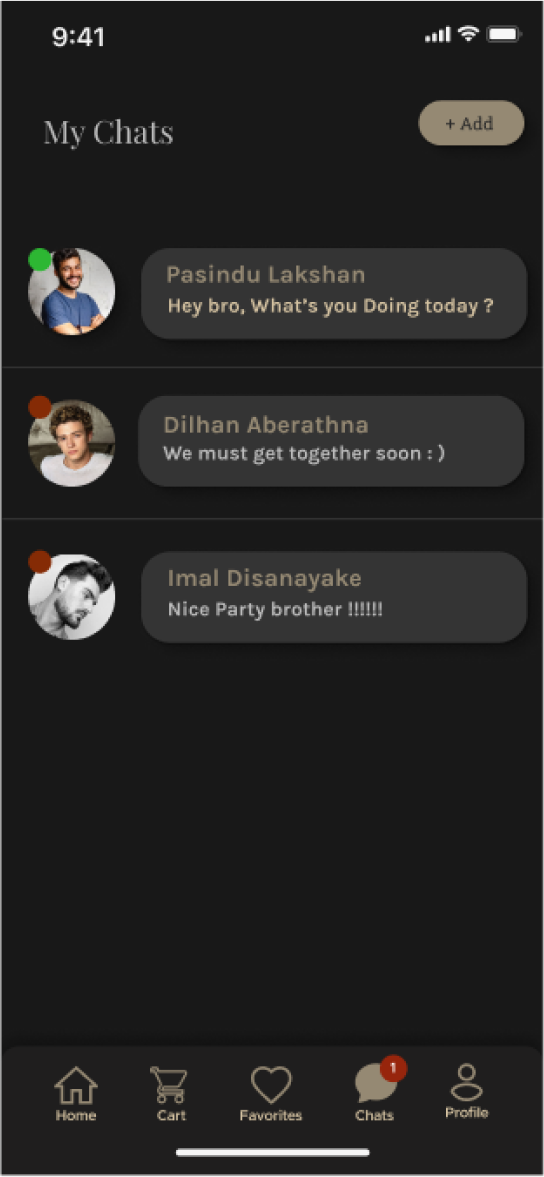 9:41
My Chats
+ Add
Pasindu Lakshan
Hey bro, What's you Doing today ?
Dilhan Aberathna
We must get together soon : )
Imal Disanayake
Nice Party brother !!!!!!
1
Home
Cart
Favorites
Chats
Profile